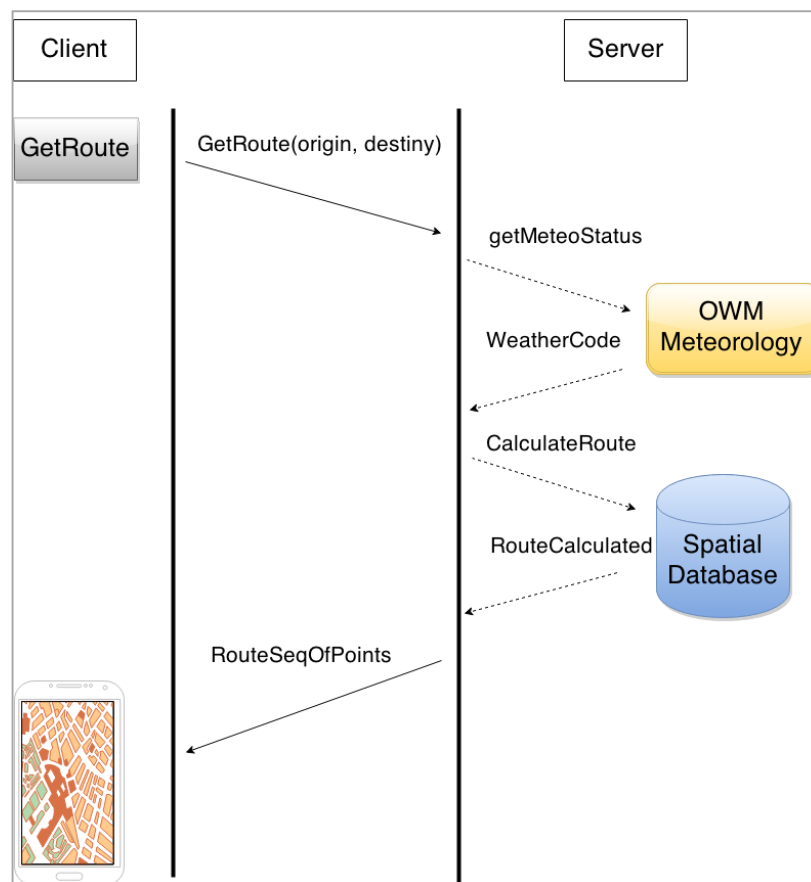 Client
Server
GetRoute
GetRoute(origin, destiny)
getMeteoStatus
OWM
Meteorology
WeatherCode
CalculateRoute
RouteCalculated
Spatial
Database
RouteSeqOfPoints